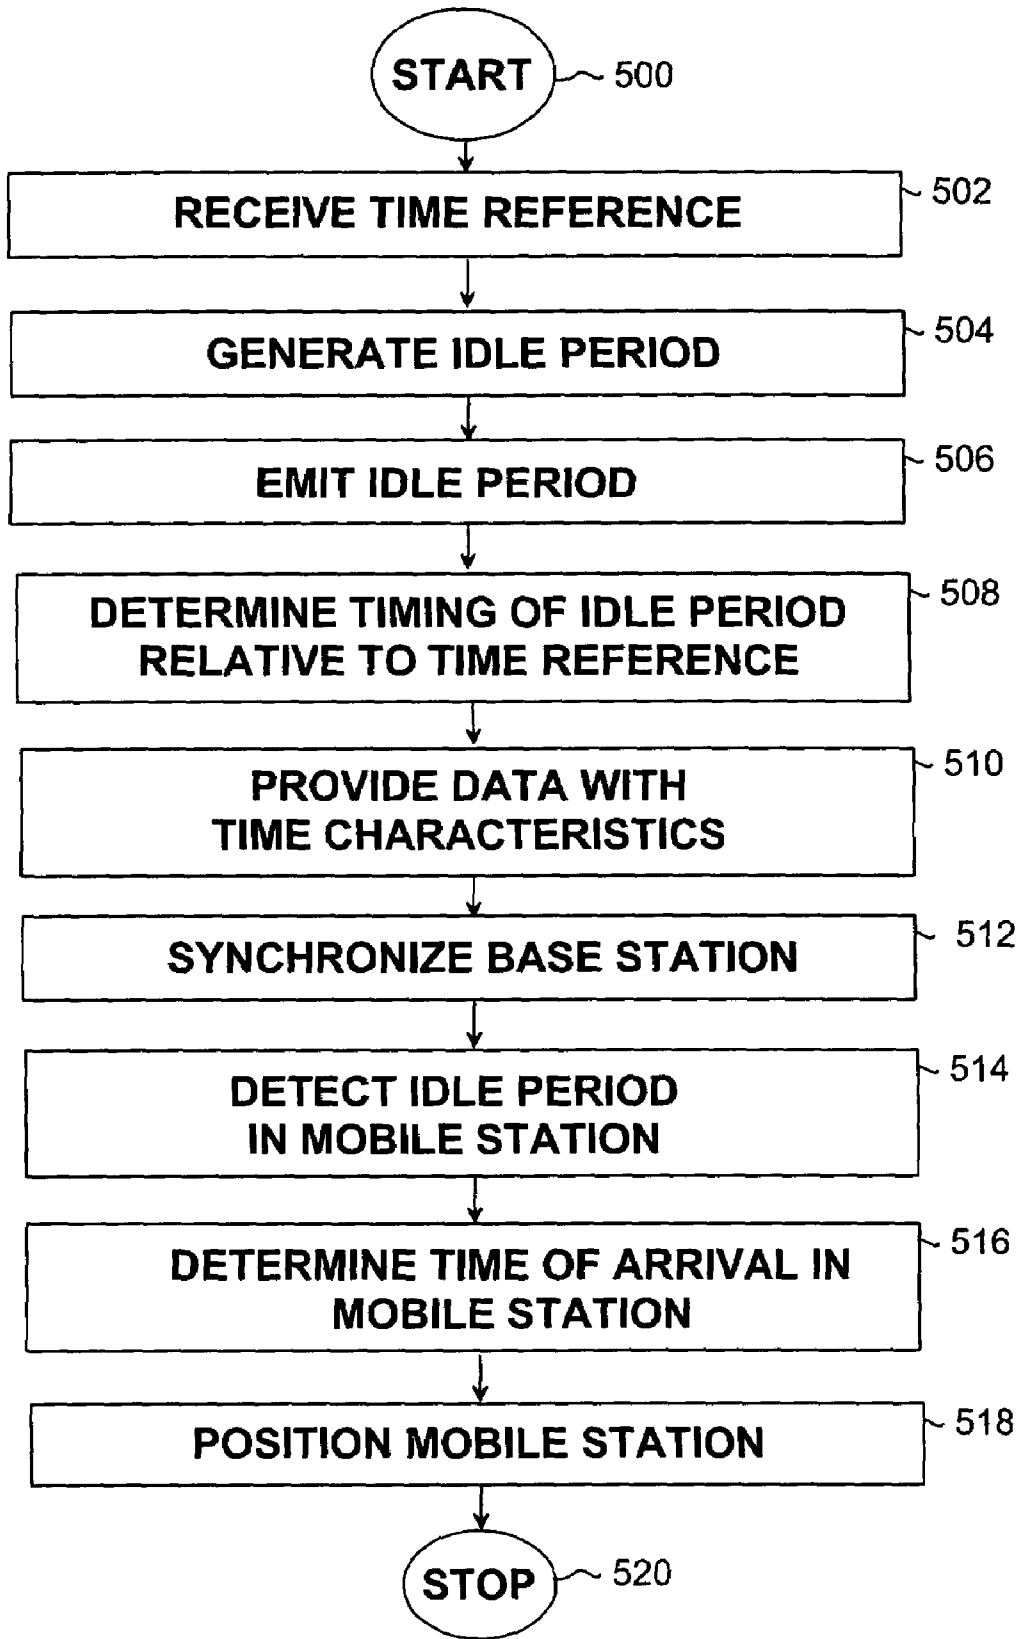 START
500
RECEIVE TIME REFERENCE
502
GENERATE IDLE PERIOD
504
EMIT IDLE PERIOD
506
DETERMINE TIMING OF IDLE PERIOD
RELATIVE TO TIME REFERENCE
508
PROVIDE DATA WITH
TIME CHARACTERISTICS
510
SYNCHRONIZE BASE STATION
512
DETECT IDLE PERIOD
IN MOBILE STATION
514
DETERMINE TIME OF ARRIVAL IN
MOBILE STATION
516
POSITION MOBILE STATION
518
STOP
520